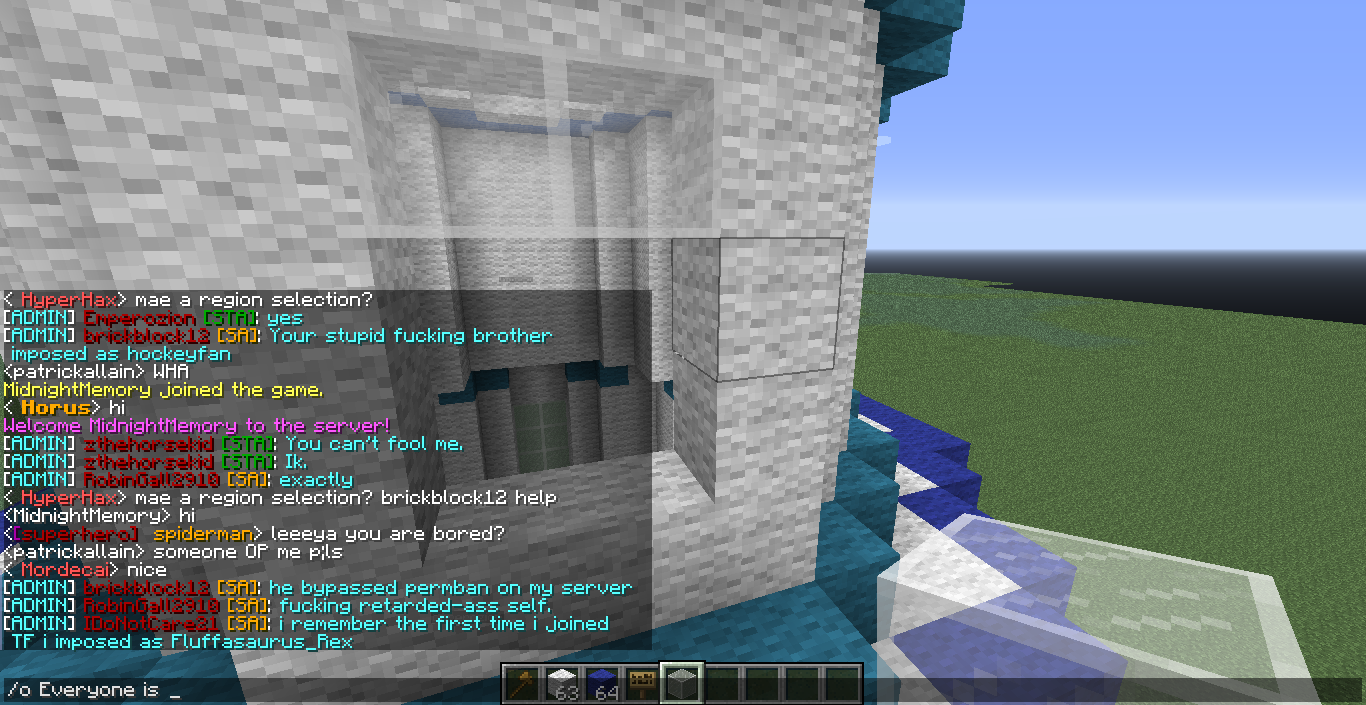 < HyperHax> mae a region selection?
[ADMIN] Emperozion [STA]: yes
[ADMIN] brickblock12 [SA]: Your stupid fucking brother
imposed as hockeyfan
<patrickallain> WHA
MidnightMemory joined the game.
< Horus> hi
Welcome MidnightMemory to the server!
[ADMIN] zthehorsekid [STA]: You can't fool me.
[ADMIN] zthehorsekid [STA]: Ik.
[ADMIN] RobinGall2910 [SA]: exactly
< HyperHax> mae a region selection? brickblock12 help
<MidnightMemory> hi
<[superhero] spiderman> leeeya you are bored?
<patrickallain> someone OP me p;ls
< Mordecai> nice
[ADMIN] brickblock12 [SA]: he bypassed permban on my server
[ADMIN] RobinGall2910 [SA]: fucking retarded-ass self.
[ADMIN] IDoNotCare21 [SA]: i remember the first time i joined
TF i imposed as Fluffasaurus_Rex
/o Everyone is _
63
64